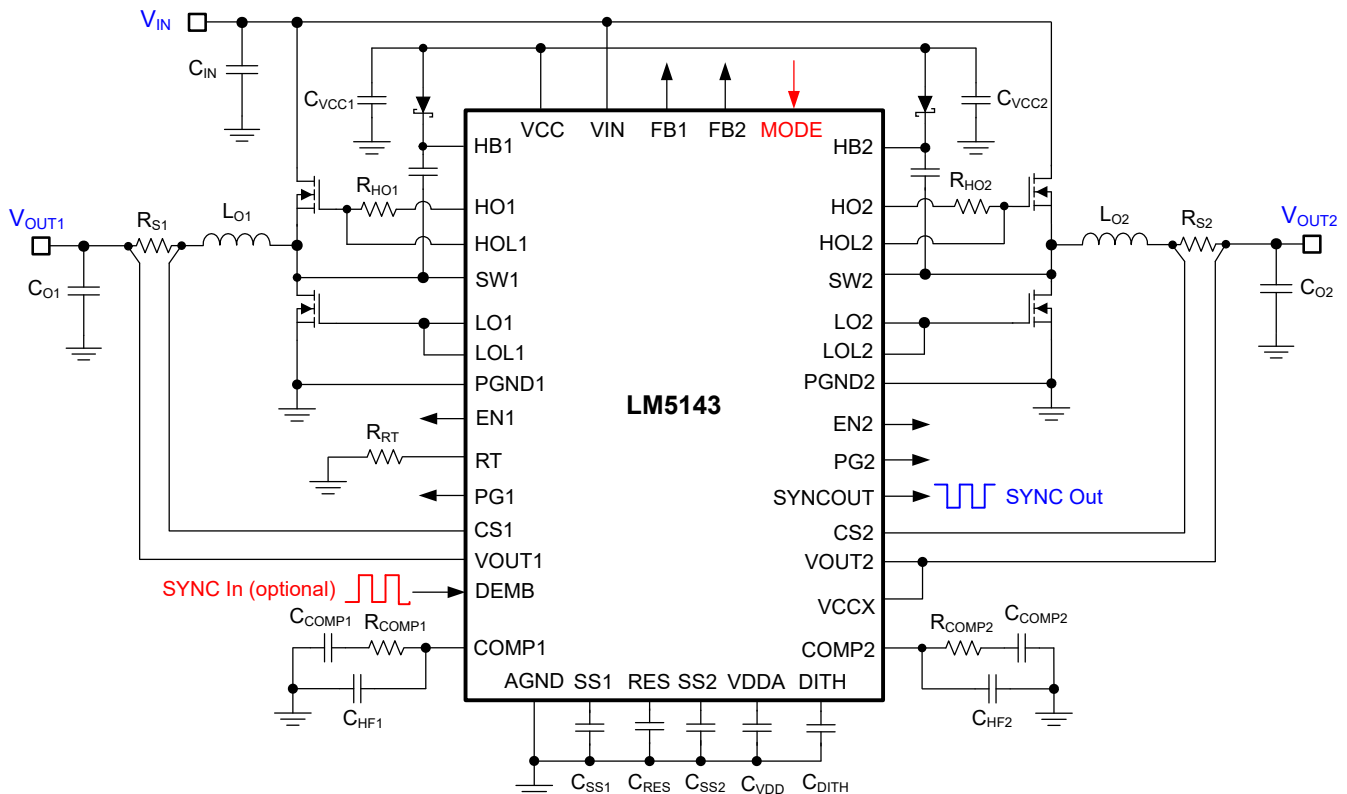 VIN
CIN
CVCC1
CVCC2
VCC VIN FB1 FB2 MODE
HB1
HB2
RHO1
RHO2
HO1
HO2
VOUT1
RS1
LO1
HOL1
HOL2
LO2
RS2
VOUT2
CO1
SW1
SW2
CO2
LO1
LO2
LOL1
LOL2
PGND1
PGND2
LM5143
EN1
EN2
RRT
RT
PG2
PG1
SYNCOUT
SYNC Out
CS1
CS2
VOUT1
VOUT2
SYNC In (optional)
DEMB
VCCX
CCOMP1
RCOMP1
COMP1
COMP2
RCOMP2
CCOMP2
CHF1
CHF2
AGND SS1 RES SS2 VDDA DITH
CSS1 CRES CSS2 CVDD CDITH